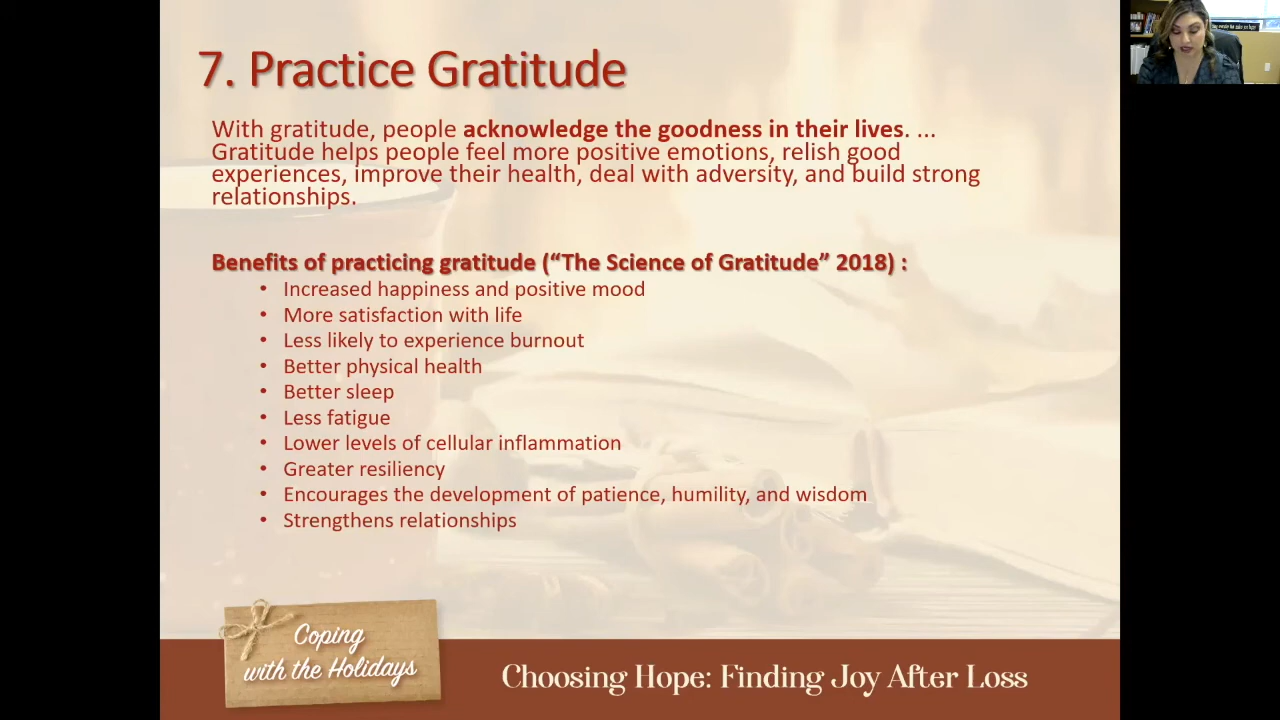 7. Practice Gratitude
With gratitude, people acknowledge the goodness in their lives. ...
Gratitude helps people feel more positive emotions, relish good
experiences, improve their health, deal with adversity, and build strong
relationships.
Benefits of practicing gratitude (“The Science of Gratitude” 2018) :
• Increased happiness and positive mood
• More satisfaction with life
• Less likely to experience burnout
• Better physical health
• Better sleep
• Less fatigue
• Lower levels of cellular inflammation
• Greater resiliency
• Encourages the development of patience, humility, and wisdom
• Strengthens relationships
Coping
with the Holidays
Choosing Hope: Finding Joy After Loss